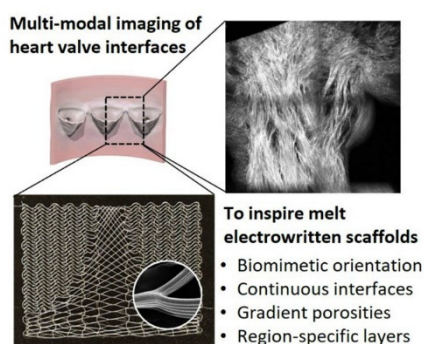 Multi-modal imaging of
heart valve interfaces
To inspire melt
electrowritten scaffolds
• Biomimetic orientation
• Continuous interfaces
• Gradient porosities
• Region-specific layers